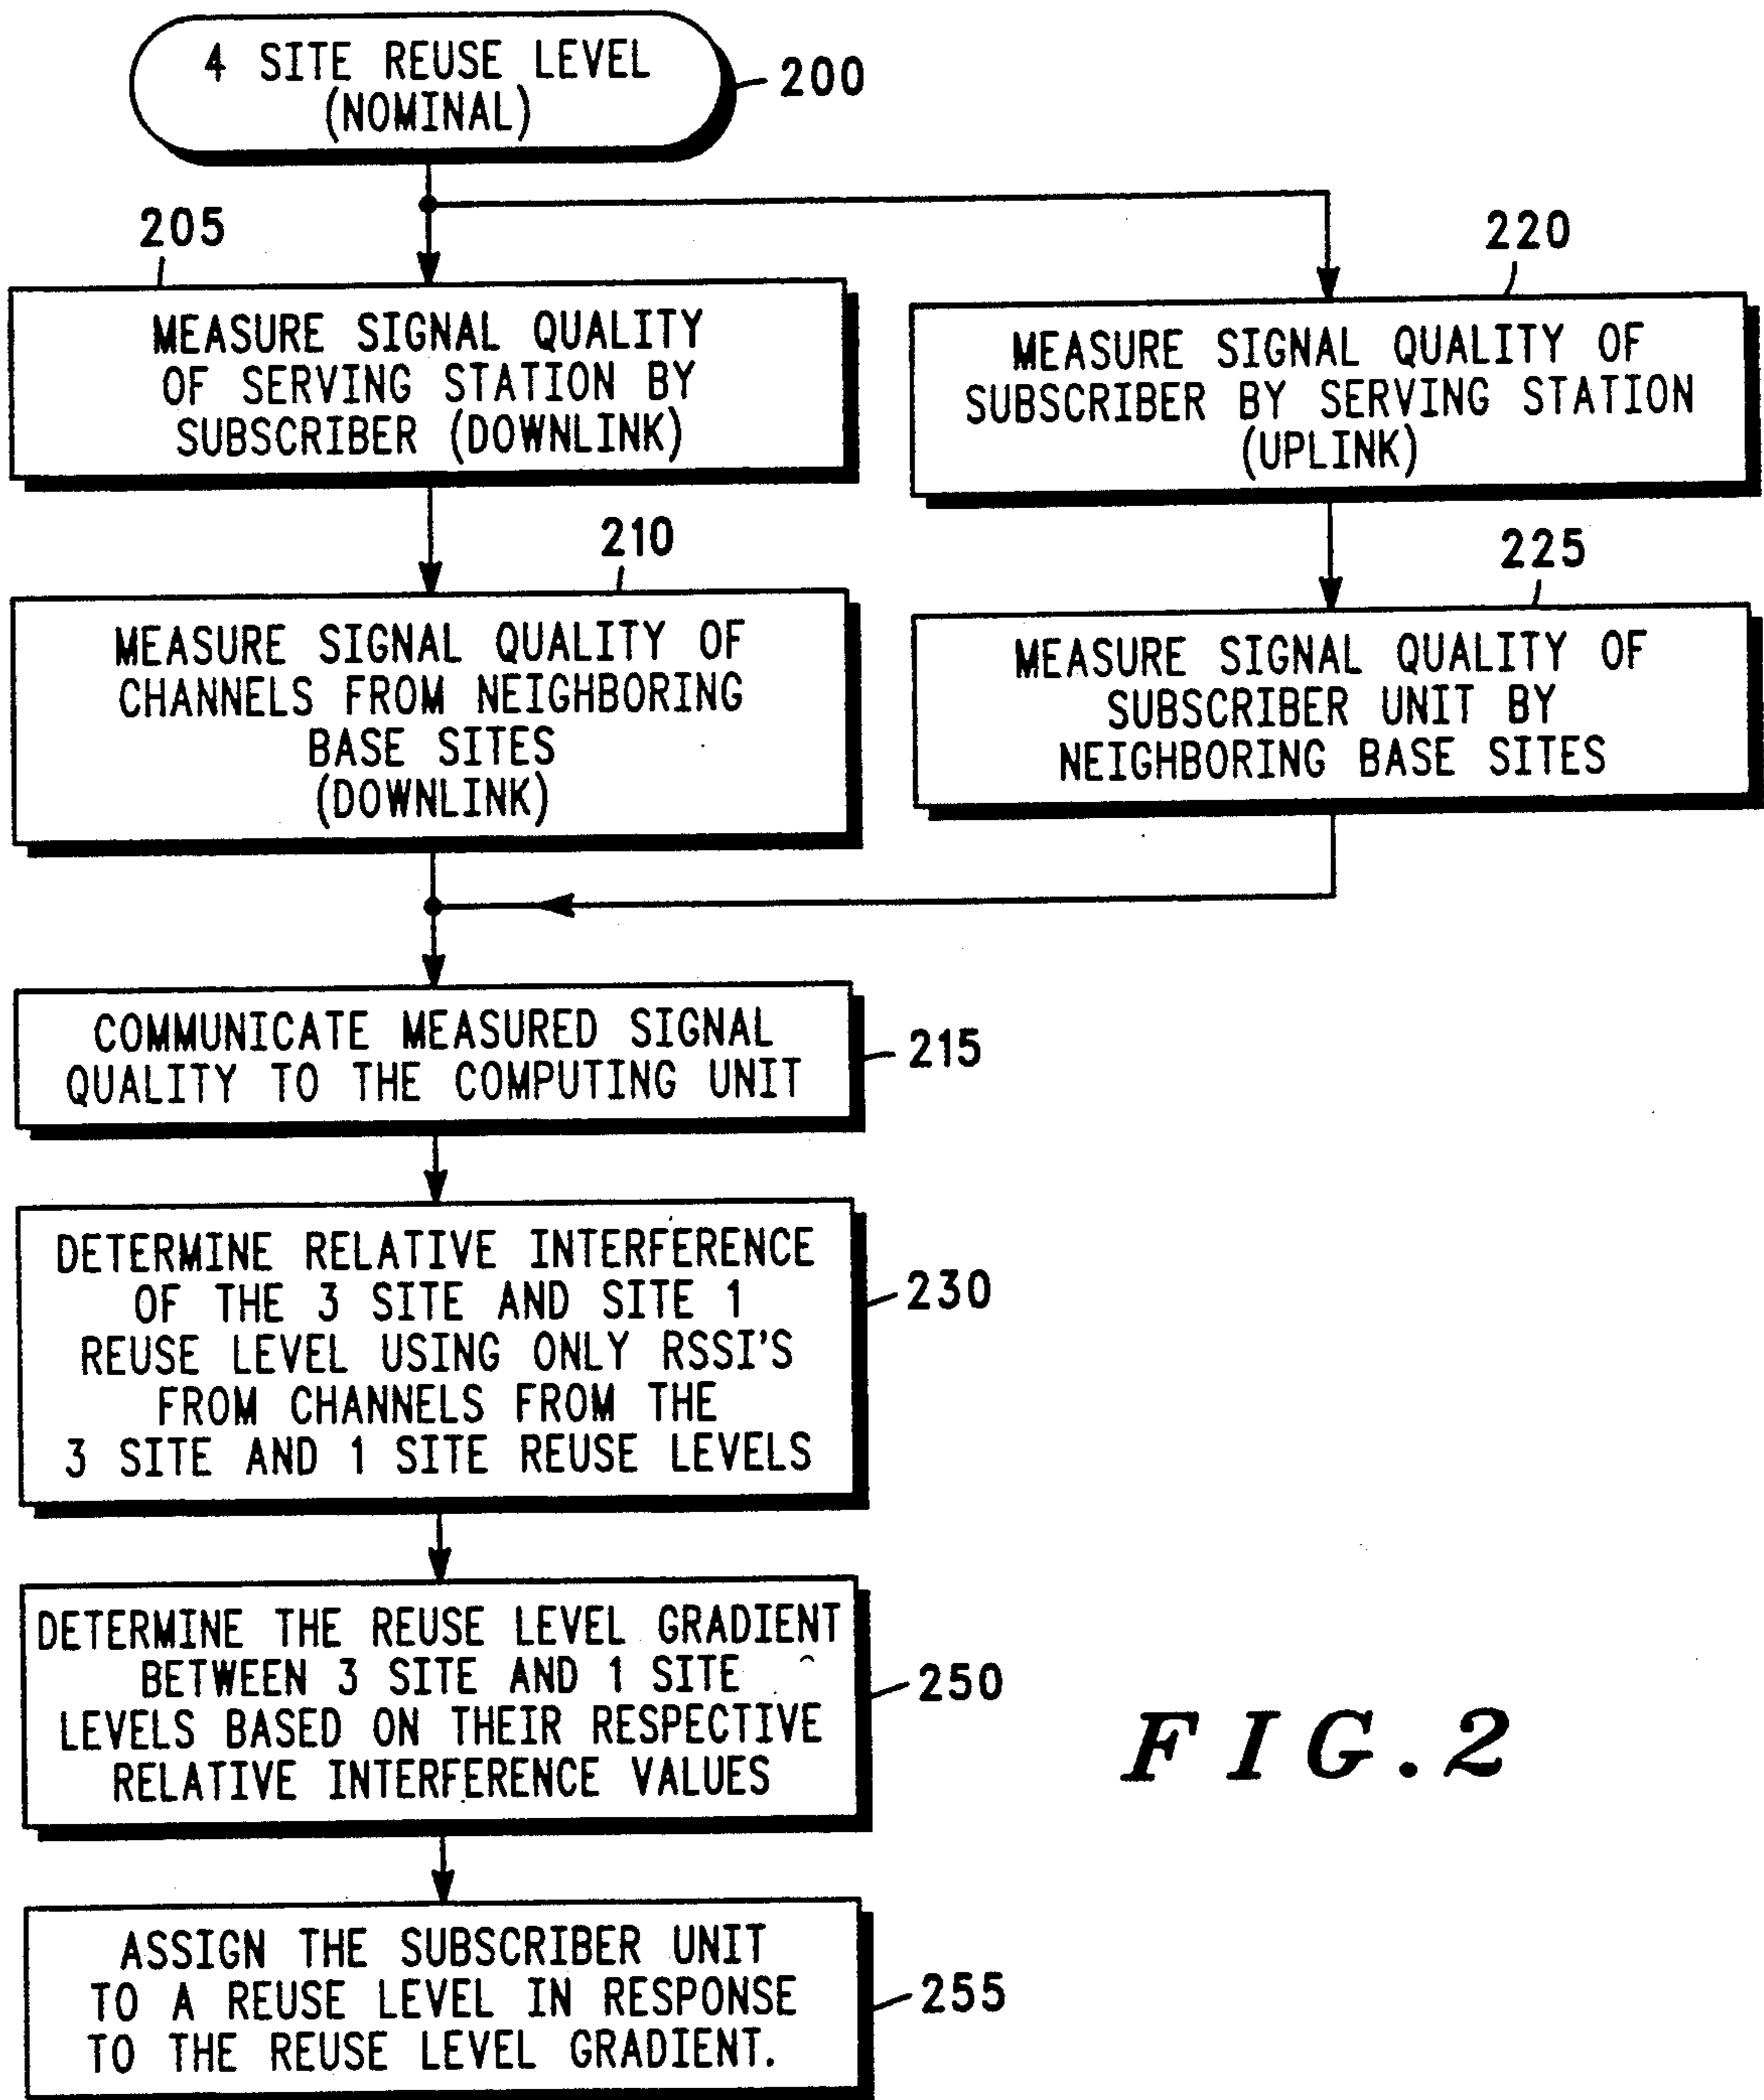 4 SITE REUSE LEVEL
(NOMINAL)
200
205
MEASURE SIGNAL QUALITY
OF SERVING STATION BY
SUBSCRIBER (DOWNLINK)
220
MEASURE SIGNAL QUALITY OF
SUBSCRIBER BY SERVING STATION
(UPLINK)
210
MEASURE SIGNAL QUALITY OF
CHANNELS FROM NEIGHBORING
BASE SITES
(DOWNLINK)
225
MEASURE SIGNAL QUALITY OF
SUBSCRIBER UNIT BY
NEIGHBORING BASE SITES
COMMUNICATE MEASURED SIGNAL
QUALITY TO THE COMPUTING UNIT
215
DETERMINE RELATIVE INTERFERENCE
OF THE 3 SITE AND SITE 1
REUSE LEVEL USING ONLY RSSI'S
FROM CHANNELS FROM THE
3 SITE AND 1 SITE REUSE LEVELS
230
DETERMINE THE REUSE LEVEL GRADIENT
BETWEEN 3 SITE AND 1 SITE
LEVELS BASED ON THEIR RESPECTIVE
RELATIVE INTERFERENCE VALUES
250
ASSIGN THE SUBSCRIBER UNIT
TO A REUSE LEVEL IN RESPONSE
TO THE REUSE LEVEL GRADIENT.
255
FIG.2